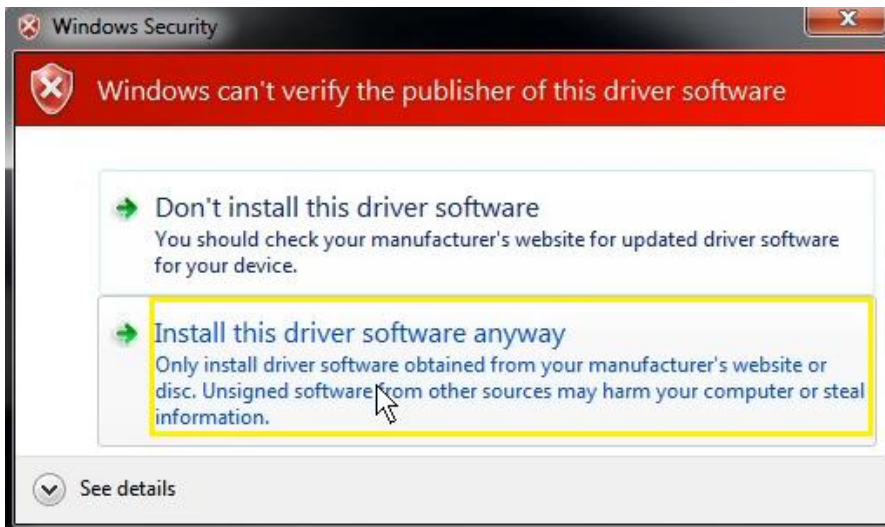 Windows Security
Windows can't verify the publisher of this driver software
Don't install this driver software
You should check your manufacturer's website for updated driver software
for your device.
Install this driver software anyway
Only install driver software obtained from your manufacturer's website or
disc. Unsigned software from other sources may harm your computer or steal
information.
See details